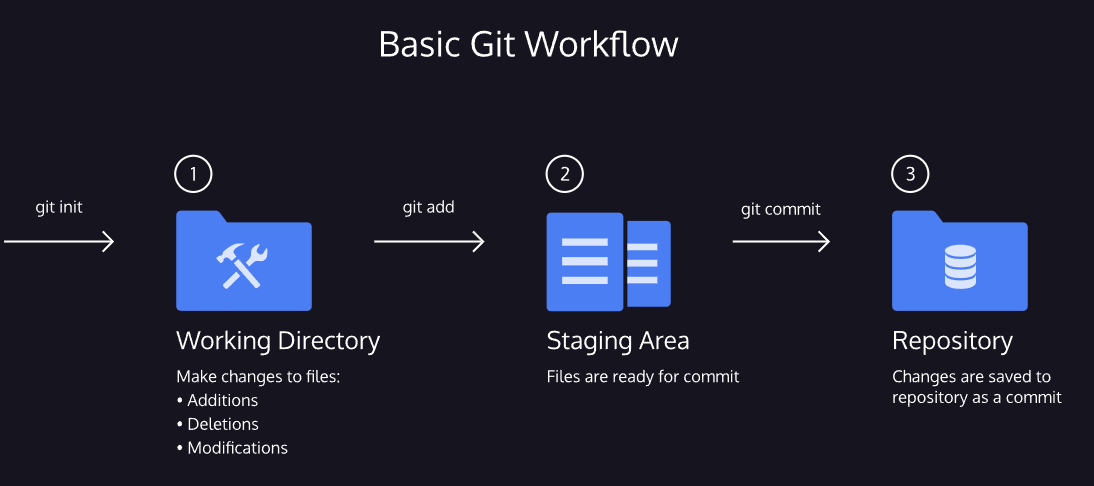 Basic Git Workflow
git init
1
Working Directory
Make changes to files:
• Additions
• Deletions
• Modifications
git add
2
Staging Area
Files are ready for commit
git commit
3
Repository
Changes are saved to
repository as a commit